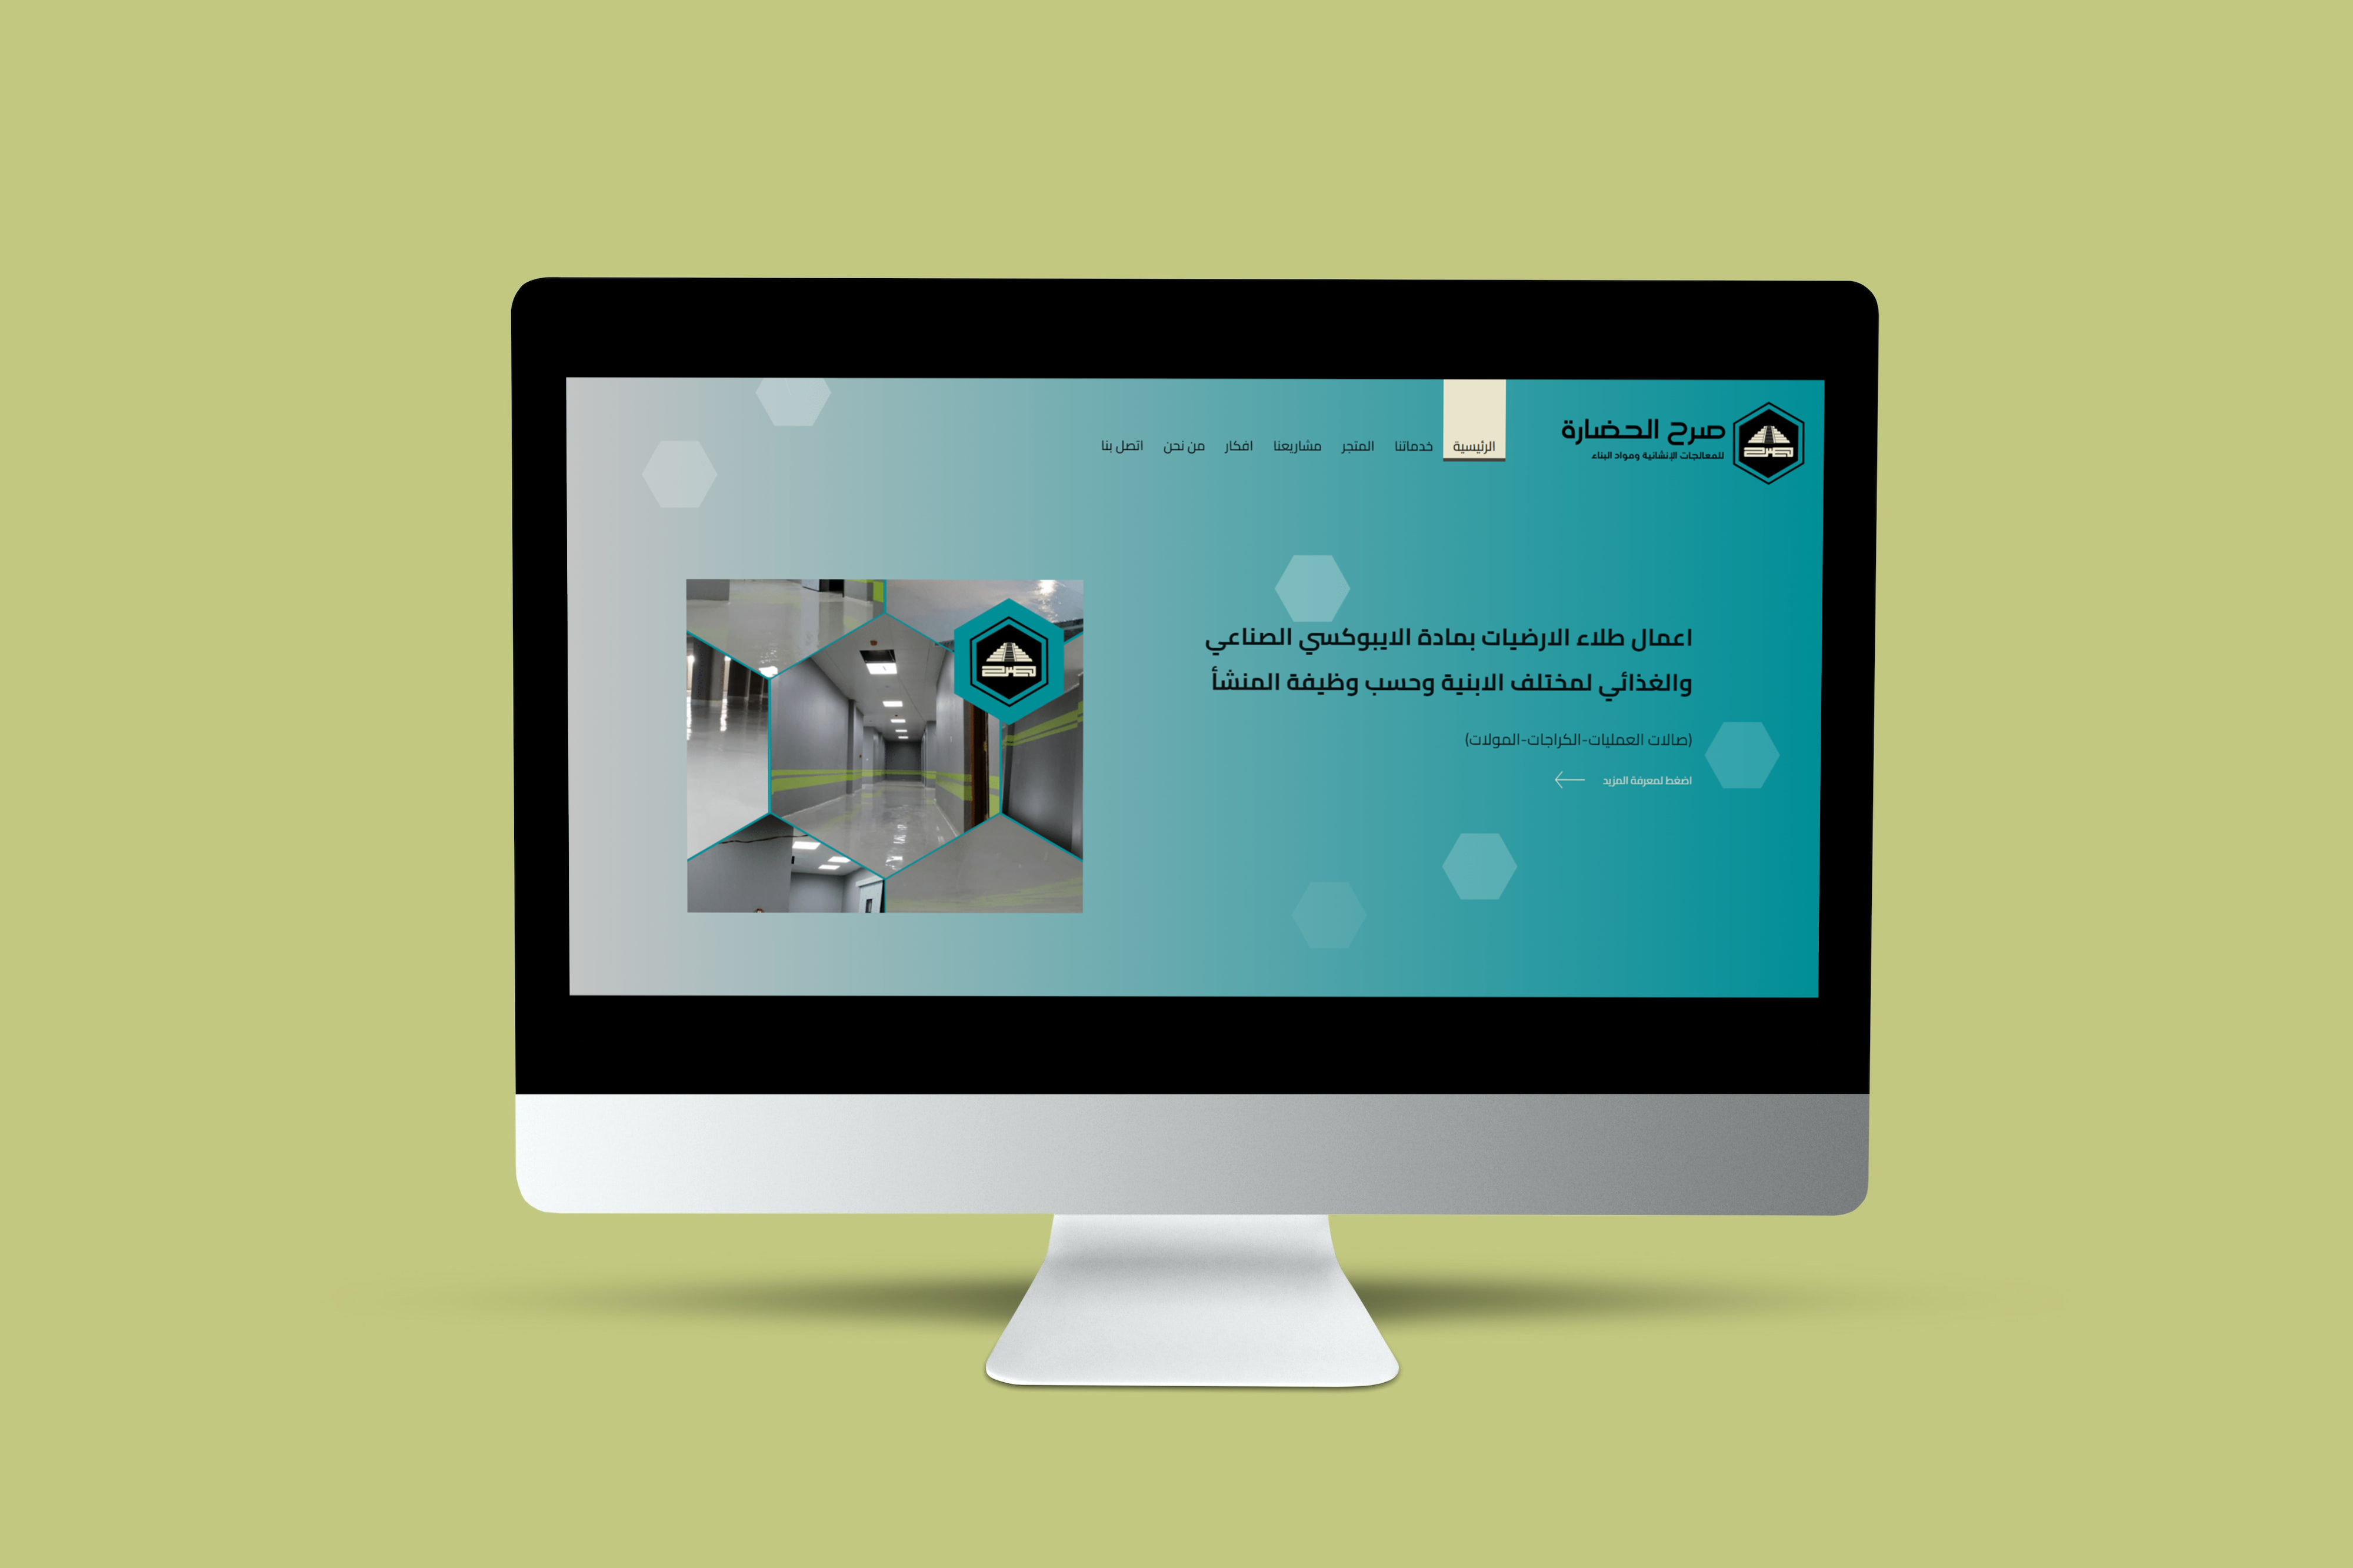 صرح الحضارة
للمعالجات الإنشائية ومواد البناء
الرئيسية خدماتنا المتجر مشاريعنا افكار من نحن اتصل بنا
اعمال طلاء الارضيات بمادة الايبوكسي الصناعي
والغذائي لمختلف الابنية وحسب وظيفة المنشأ
(صالات العمليات-الكراجات-المولات)
اضغط لمعرفة المزيد